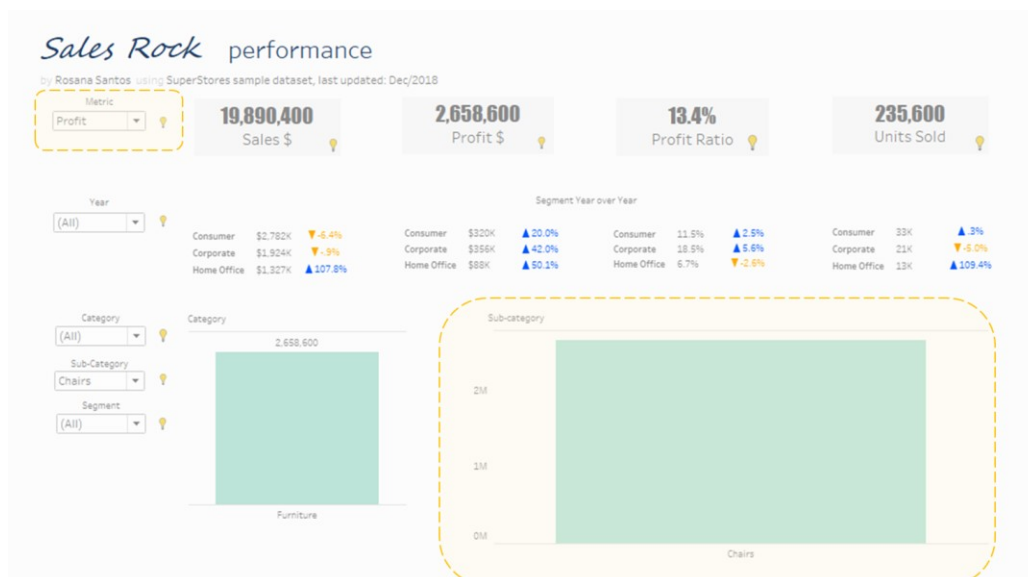 Sales Rock performance
by Rosana Santos using SuperStores sample dataset, last updated: Dec/2018
Metric
Profit
19,890,400
Sales $
2,658,600
Profit $
13.4%
Profit Ratio
235,600
Units Sold
Year
(All)
Segment Year over Year
Consumer $2,782K ▼-6.4%
Corporate $1,924K ▼-.9%
Home Office $1,327K ▲107.8%
Consumer $320K ▲20.0%
Corporate $356K ▲42.0%
Home Office $88K ▲50.1%
Consumer 11.5% ▲2.5%
Corporate 18.5% ▲5.6%
Home Office 6.7% ▼-2.6%
Consumer 33K ▲.3%
Corporate 21K ▼-5.0%
Home Office 13K ▲109.4%
Category
(All)
Sub-Category
Chairs
Segment
(All)
Category
2,658,600
Furniture
Sub-category
2M
1M
0M
Chairs